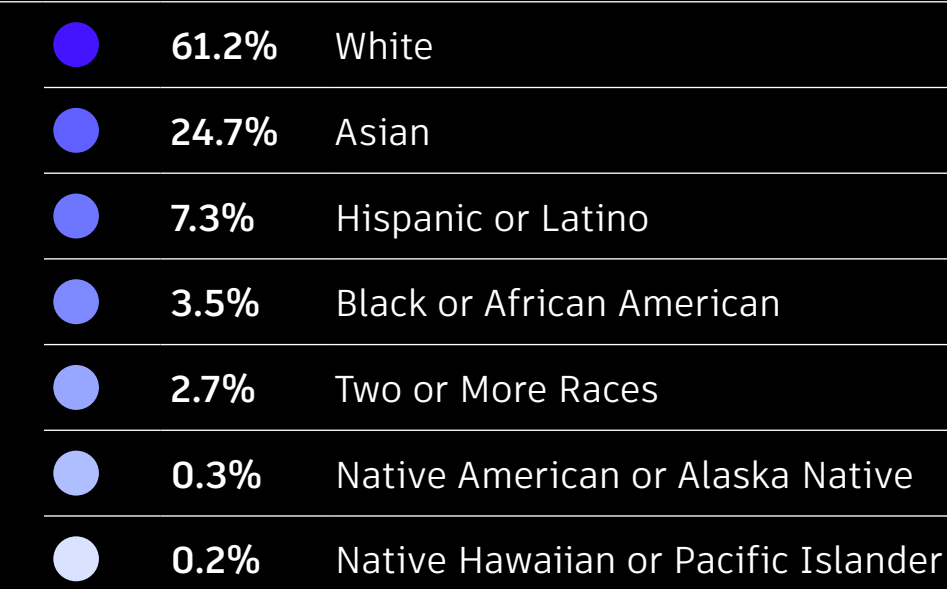 61.2% White
24.7% Asian
7.3% Hispanic or Latino
3.5% Black or African American
2.7% Two or More Races
0.3% Native American or Alaska Native
0.2% Native Hawaiian or Pacific Islander